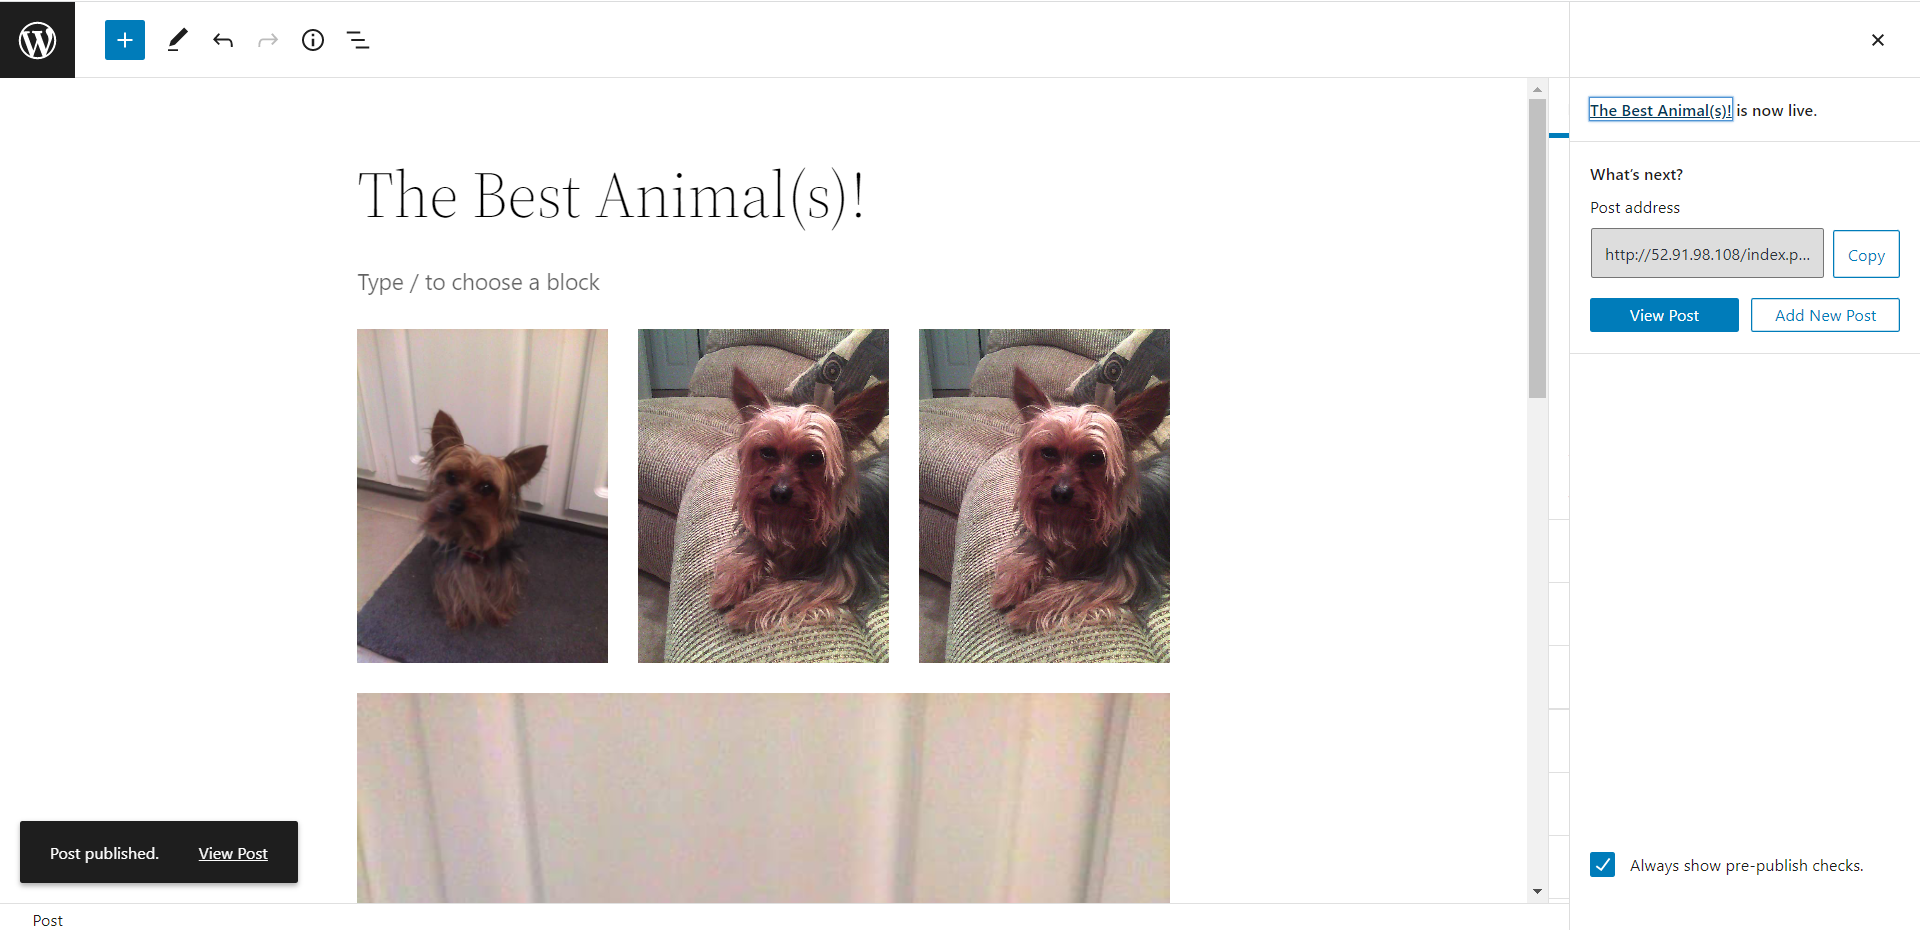 The Best Animal(s)! is now live.
The Best Animal(s)!
What's next?
Post address
Type / to choose a block
http://52.91.98.108/index.p...
Copy
View Post
Add New Post
Post published.
View Post
Always show pre-publish checks.
Post